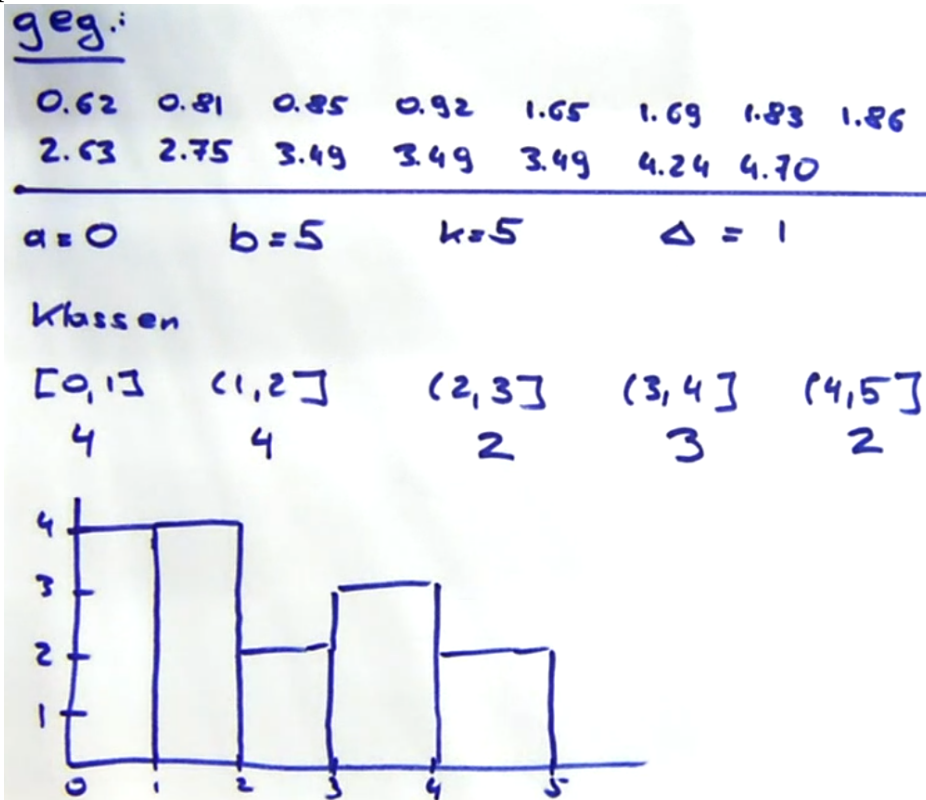 geg.:
0.62 0.81 0.85 0.92 1.65 1.69 1.83 1.86
2.63 2.75 3.49 3.49 3.49 4.24 4.70
a = 0 b = 5 k = 5 Δ = 1
Klassen
[0,1] (1,2] (2,3] (3,4] (4,5]
4 4 2 3 2
4
3
2
1
0 1 2 3 4 5